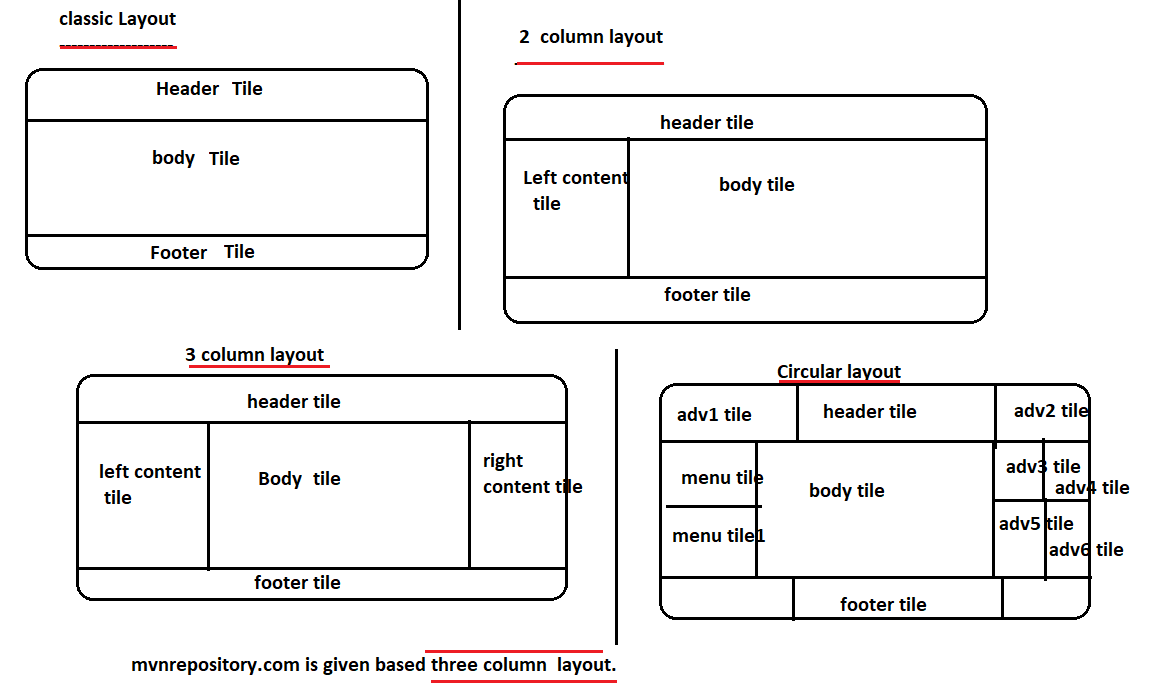 classic Layout
-------------------
Header Tile
body Tile
Footer Tile
2 column layout
header tile
Left content
tile
body tile
footer tile
3 column layout
header tile
left content
tile
Body tile
right
content tile
footer tile
Circular layout
adv1 tile
header tile
adv2 tile
menu tile
body tile
adv3 tile
adv4 tile
menu tile1
adv5 tile
adv6 tile
footer tile
mvnrepository.com is given based three column layout.